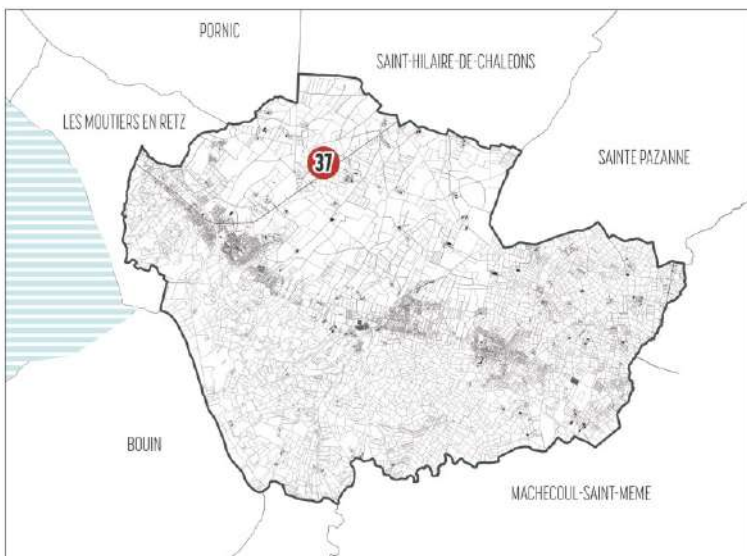 PORNIC
SAINT-HILAIRE-DE-CHALEONS
LES MOUTIERS EN RETZ
37
SAINTE PAZANNE
BOUIN
MACHECOUL-SAINT-MEME